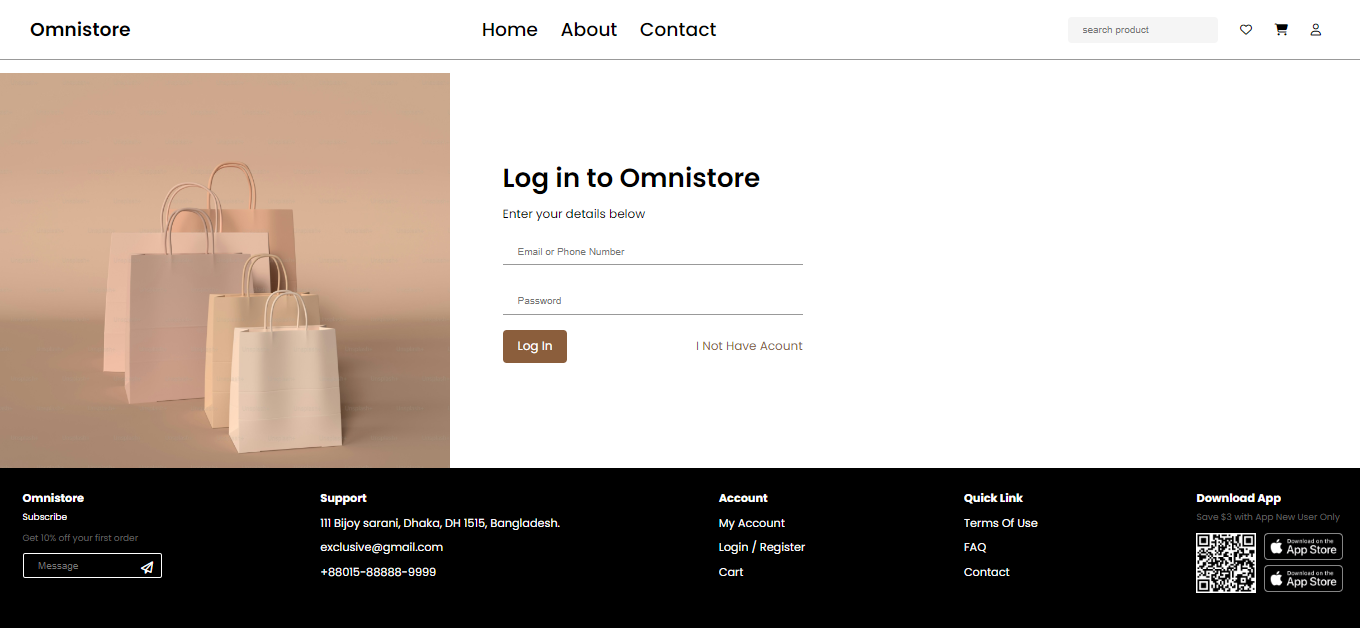 Omnistore
Home About Contact
search product
Log in to Omnistore
Enter your details below
Email or Phone Number
Password
Log In
I Not Have Acount
Omnistore
Subscribe
Get 10% off your first order
Message
Support
111 Bijoy sarani, Dhaka, DH 1515, Bangladesh.
exclusive@gmail.com
+88015-88888-9999
Account
My Account
Login / Register
Cart
Quick Link
Terms Of Use
FAQ
Contact
Download App
Save $3 with App New User Only
Download on the
App Store
Download on the
App Store